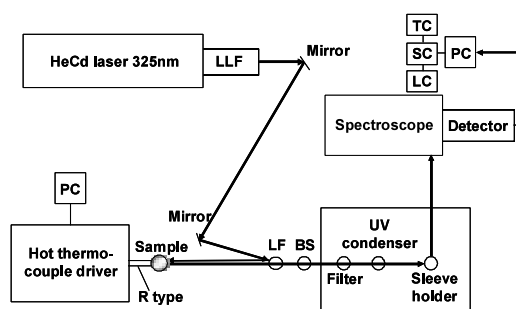 TC
Mirror
HeCd laser 325nm
LLF
SC
PC
LC
Spectroscope
Detector
PC
Mirror
UV
condenser
Hot thermo-
couple driver
Sample
LF
BS
Filter
Sleeve
holder
R type